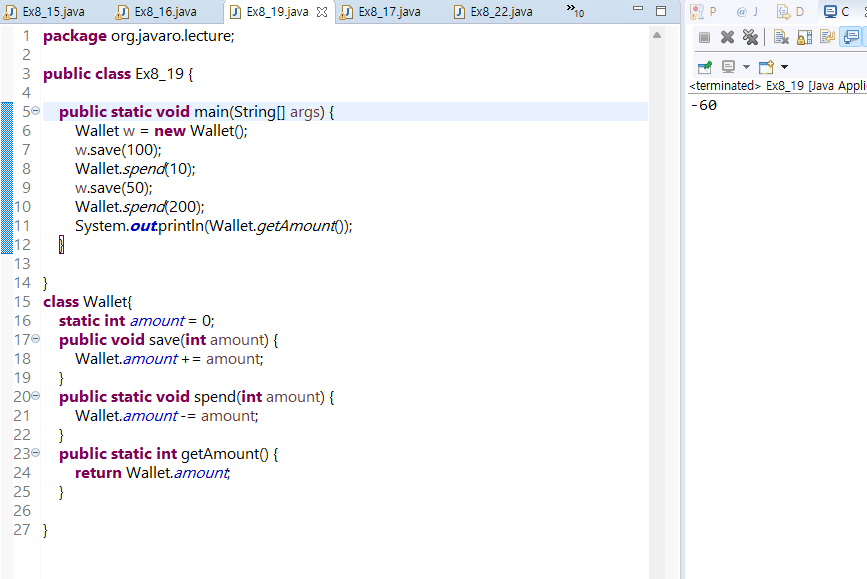 Ex8_15.java Ex8_16.java Ex8_19.java Ex8_17.java Ex8_22.java »10
P @ J D C
<terminated> Ex8_19 [Java Appli
-60
1 package org.javaro.lecture;
2
3 public class Ex8_19 {
4
5 public static void main(String[] args) {
6 Wallet w = new Wallet();
7 w.save(100);
8 Wallet.spend(10);
9 w.save(50);
10 Wallet.spend(200);
11 System.out.println(Wallet.getAmount());
12 }
13
14 }
15 class Wallet{
16 static int amount = 0;
17 public void save(int amount) {
18 Wallet.amount += amount;
19 }
20 public static void spend(int amount) {
21 Wallet.amount -= amount;
22 }
23 public static int getAmount() {
24 return Wallet.amount;
25 }
26
27 }